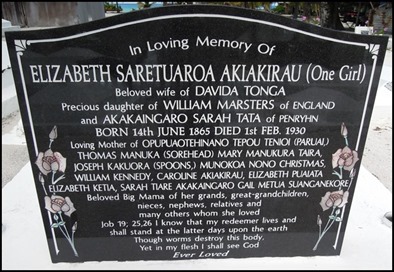 In Loving Memory Of
ELIZABETH SARETUAROA AKIAKIRAU (One Girl)
Beloved wife of DAVIDA TONGA
Precious daughter of WILLIAM MARSTERS of ENGLAND
and AKAKAINGARO SARAH TATA of PENRYHN
BORN 14th JUNE 1865 DIED 1st FEB. 1930
Loving Mother of OPUPUAOTEHINANO TEPOU TENIOI (PARUA,)
THOMAS MANUKA (SOREHEAD) MARY MANUKURA TAIRA,
JOSEPH KAKUORA (SPOONS,) MUNOKOA NONO CHRISTMAS,
WILLIAM KENNEDY, CAROLINE AKIAKIRAU, ELIZABETH PUAIATA
ELIZABETH KETIA, SARAH TIARE AKAKAINGARO GAIL METUA SUANGANEKORE
Beloved Big Mama of her grands, great-grandchildren,
nieces, nephews, relatives and
many others whom she loved
Job 19; 25,26 I know that my redeemer lives and
shall stand at the latter days upon the earth
Though worms destroy this body,
Yet in my flesh I shall see God
Ever Loved